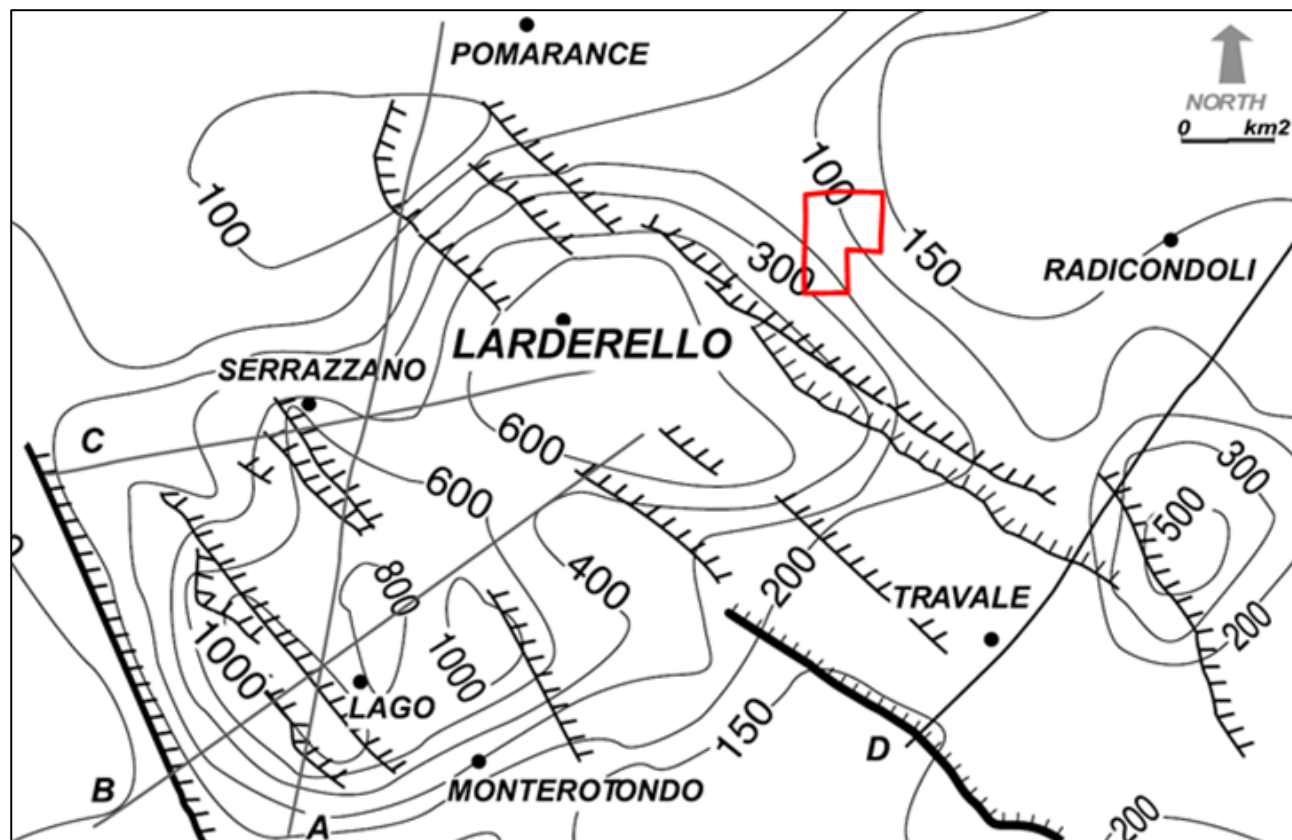 POMARANCE
NORTH
0 km2
100
100
150
RADICONDOLI
300
LARDERELLO
SERRAZZANO
C
600
600
300
500
400
800
200
TRAVALE
200
1000
1000
LAGO
150
D
B
MONTEROTONDO
A
200